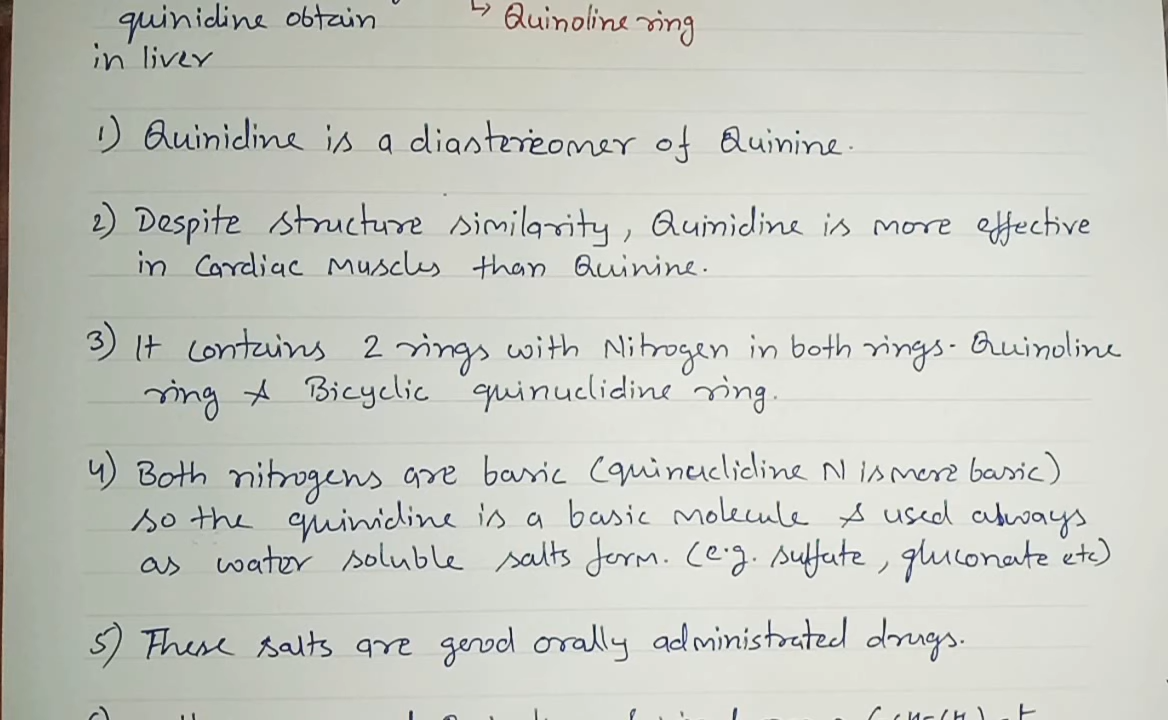 quinidine obtain ↳ Quinoline ring
in liver
1) Quinidine is a diastereomer of Quinine.
2) Despite structure similarity, Quinidine is more effective
in Cardiac Muscles than Quinine.
3) It contains 2 rings with Nitrogen in both rings - Quinoline
ring & Bicyclic quinuclidine ring.
4) Both nitrogens are basic (quinuclidine N is more basic)
so the quinidine is a basic molecule & used always
as water soluble salts form. (e.g. sulfate, gluconate etc)
5) These salts are good orally administrated drugs.